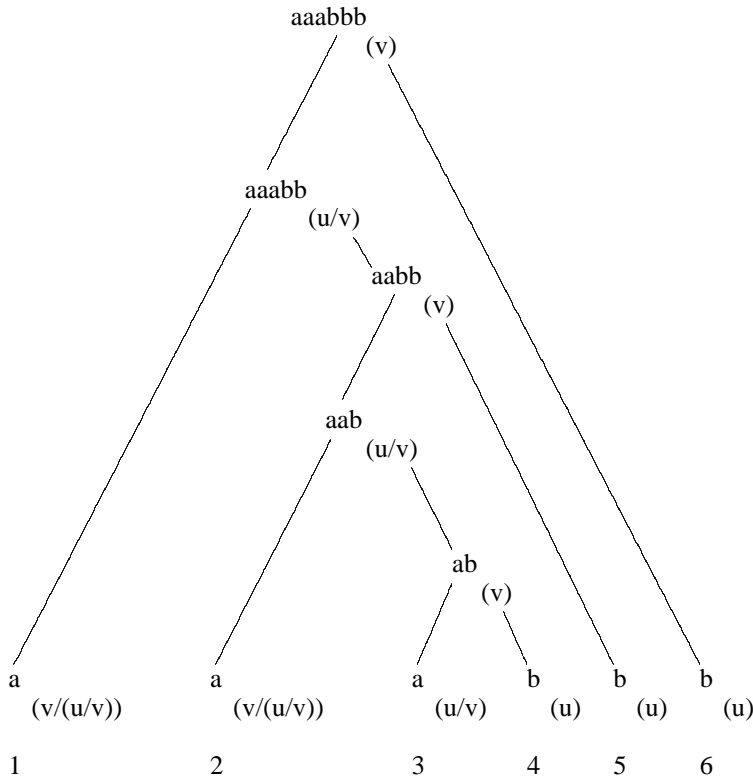 aaabbb
(v)
aaabb
(u/v)
aabb
(v)
aab
(u/v)
ab
(v)
a a a b b b
(v/(u/v)) (v/(u/v)) (u/v) (u) (u) (u)
1 2 3 4 5 6